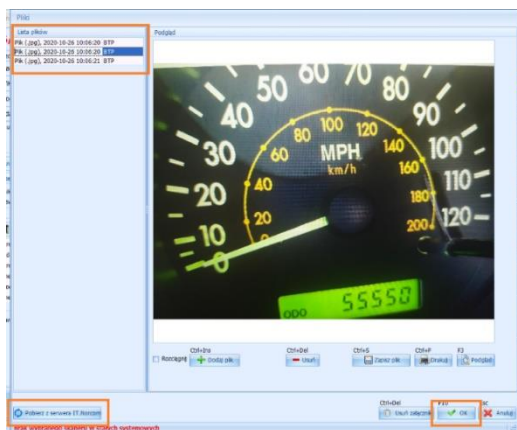 Pliki
Lista plików
Podgląd
Plik (.jpg), 2020-10-26 10:06:20 BTP
Plik (.jpg), 2020-10-26 10:06:20 BTP
Plik (.jpg), 2020-10-26 10:06:21 BTP
0 10 20 30 40 50 60 70 80 90 100 110 120
MPH
km/h
20 40 60 80 100 120 140 160 180 200
ODO 55550
Ctrl+Ins Ctrl+Del Ctrl+S Ctrl+P F3
Rozciągnij Dodaj plik Usuń Zapisz plik Drukuj Podgląd
Ctrl+Del F10
Pobierz z serwera Usuń załącznik OK Anuluj